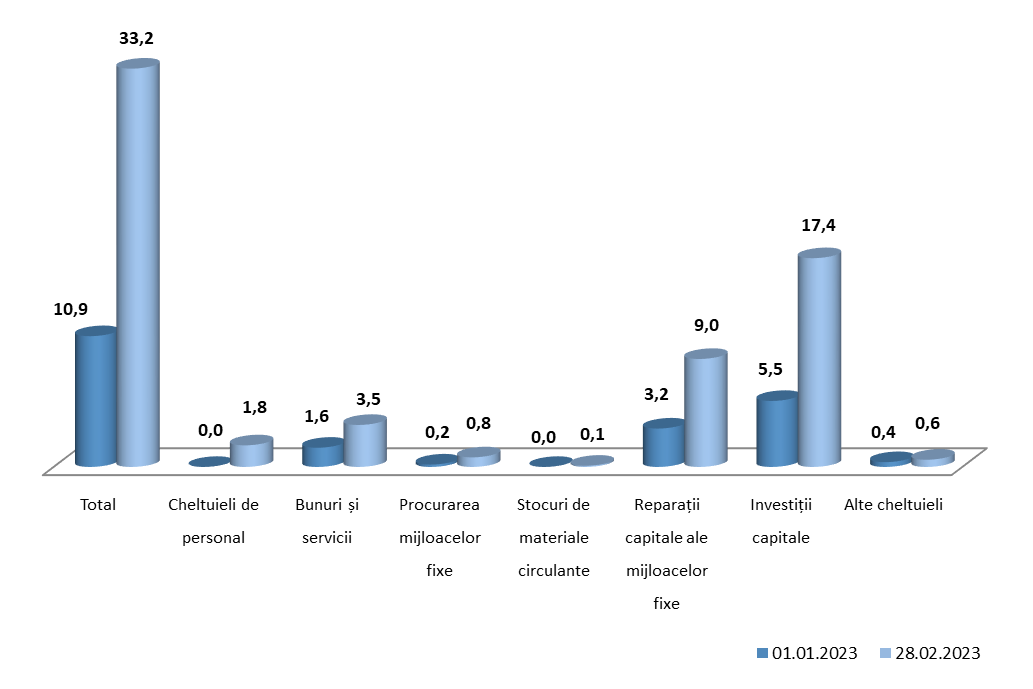 33,2
10,9
0,0
1,8
1,6
3,5
0,2
0,8
0,0
0,1
3,2
9,0
5,5
17,4
0,4
0,6
Total
Cheltuieli de
personal
Bunuri și
servicii
Procurarea
mijloacelor
fixe
Stocuri de
materiale
circulante
Reparații
capitale ale
mijloacelor
fixe
Investiții
capitale
Alte cheltuieli
01.01.2023
28.02.2023